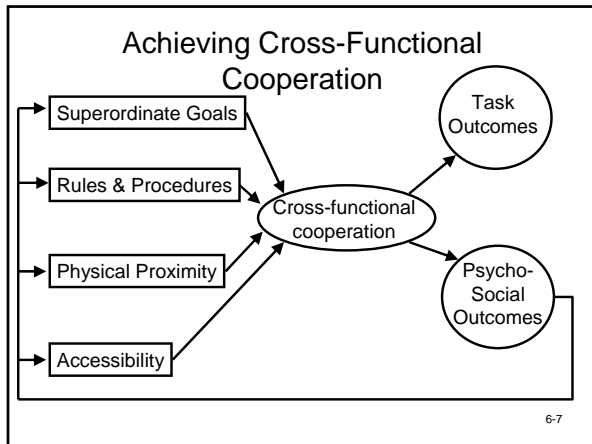 Achieving Cross-Functional
Cooperation
Superordinate Goals
Rules & Procedures
Physical Proximity
Accessibility
Cross-functional
cooperation
Task
Outcomes
Psycho-
Social
Outcomes
6-7